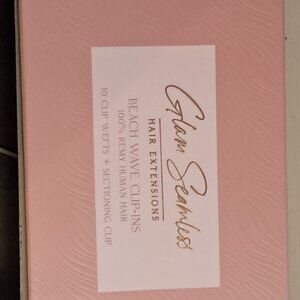 Glam Seamless
HAIR EXTENSIONS
BEACH WAVE CLIP-INS
100% REMY HUMAN HAIR
10 CLIP WEFTS + SECTIONING CLIP